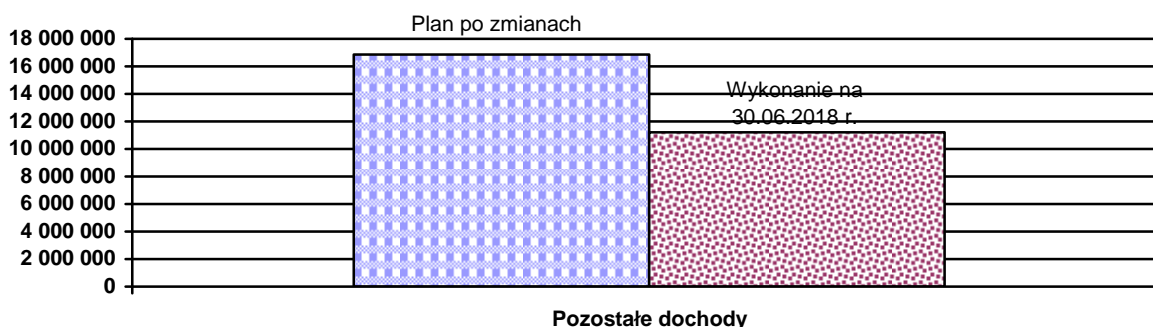 Plan po zmianach
18 000 000
16 000 000
14 000 000
12 000 000
10 000 000
8 000 000
6 000 000
4 000 000
2 000 000
0
Wykonanie na
30.06.2018 r.
Pozostałe dochody